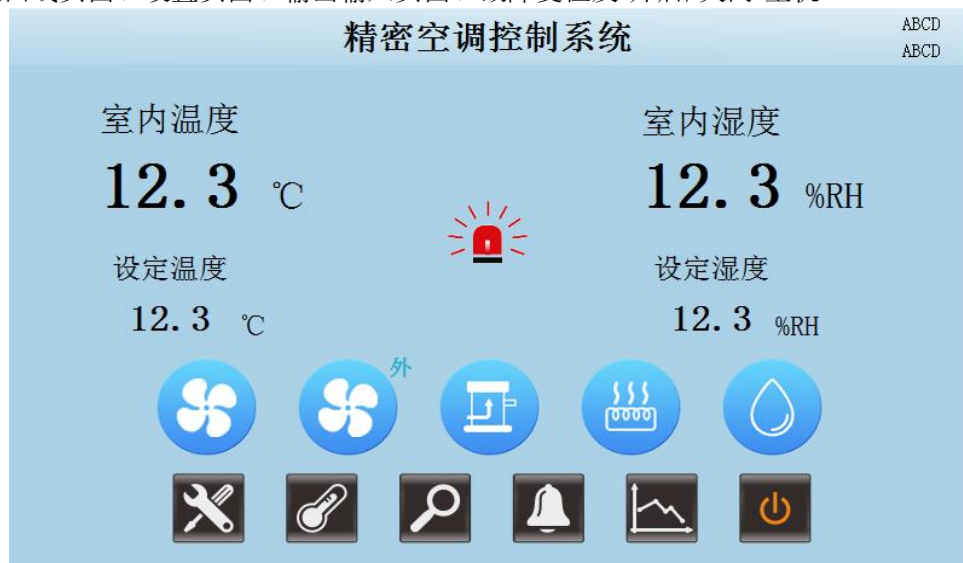 精密空调控制系统
ABCD
ABCD
室内温度
室内湿度
12.3 ℃
12.3 %RH
设定温度
设定湿度
12.3 ℃
12.3 %RH
外